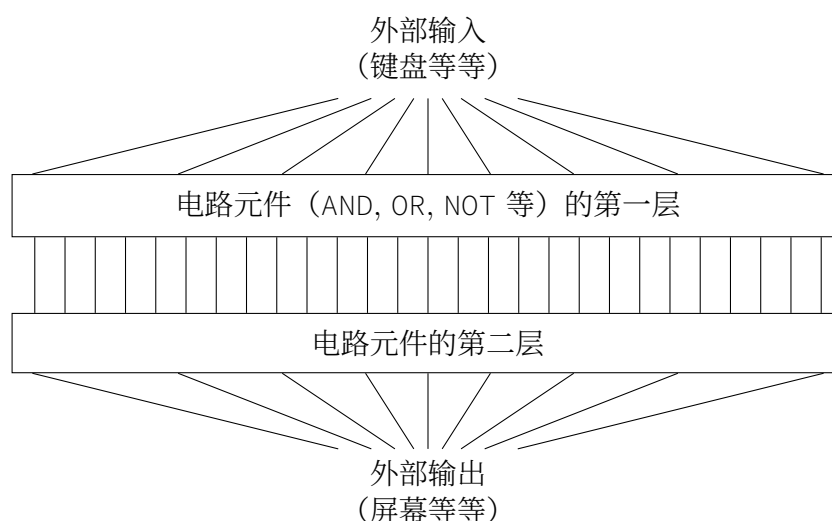 外部输入
（键盘等等）
电路元件（AND, OR, NOT 等）的第一层
电路元件的第二层
外部输出
（屏幕等等）